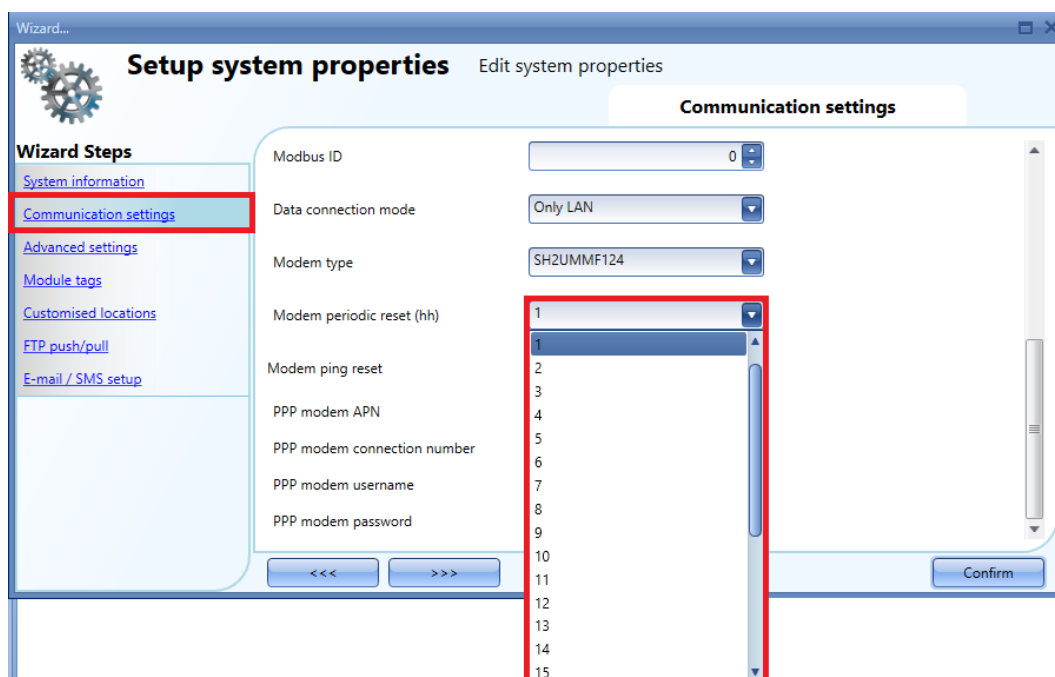 Wizard...
Setup system properties Edit system properties
Communication settings
Wizard Steps
System information
Communication settings
Advanced settings
Module tags
Customised locations
FTP push/pull
E-mail / SMS setup
Modbus ID 0
Data connection mode Only LAN
Modem type SH2UMMF124
Modem periodic reset (hh) 1
Modem ping reset
PPP modem APN
PPP modem connection number
PPP modem username
PPP modem password
1
2
3
4
5
6
7
8
9
10
11
12
13
14
15
<<< >>> Confirm